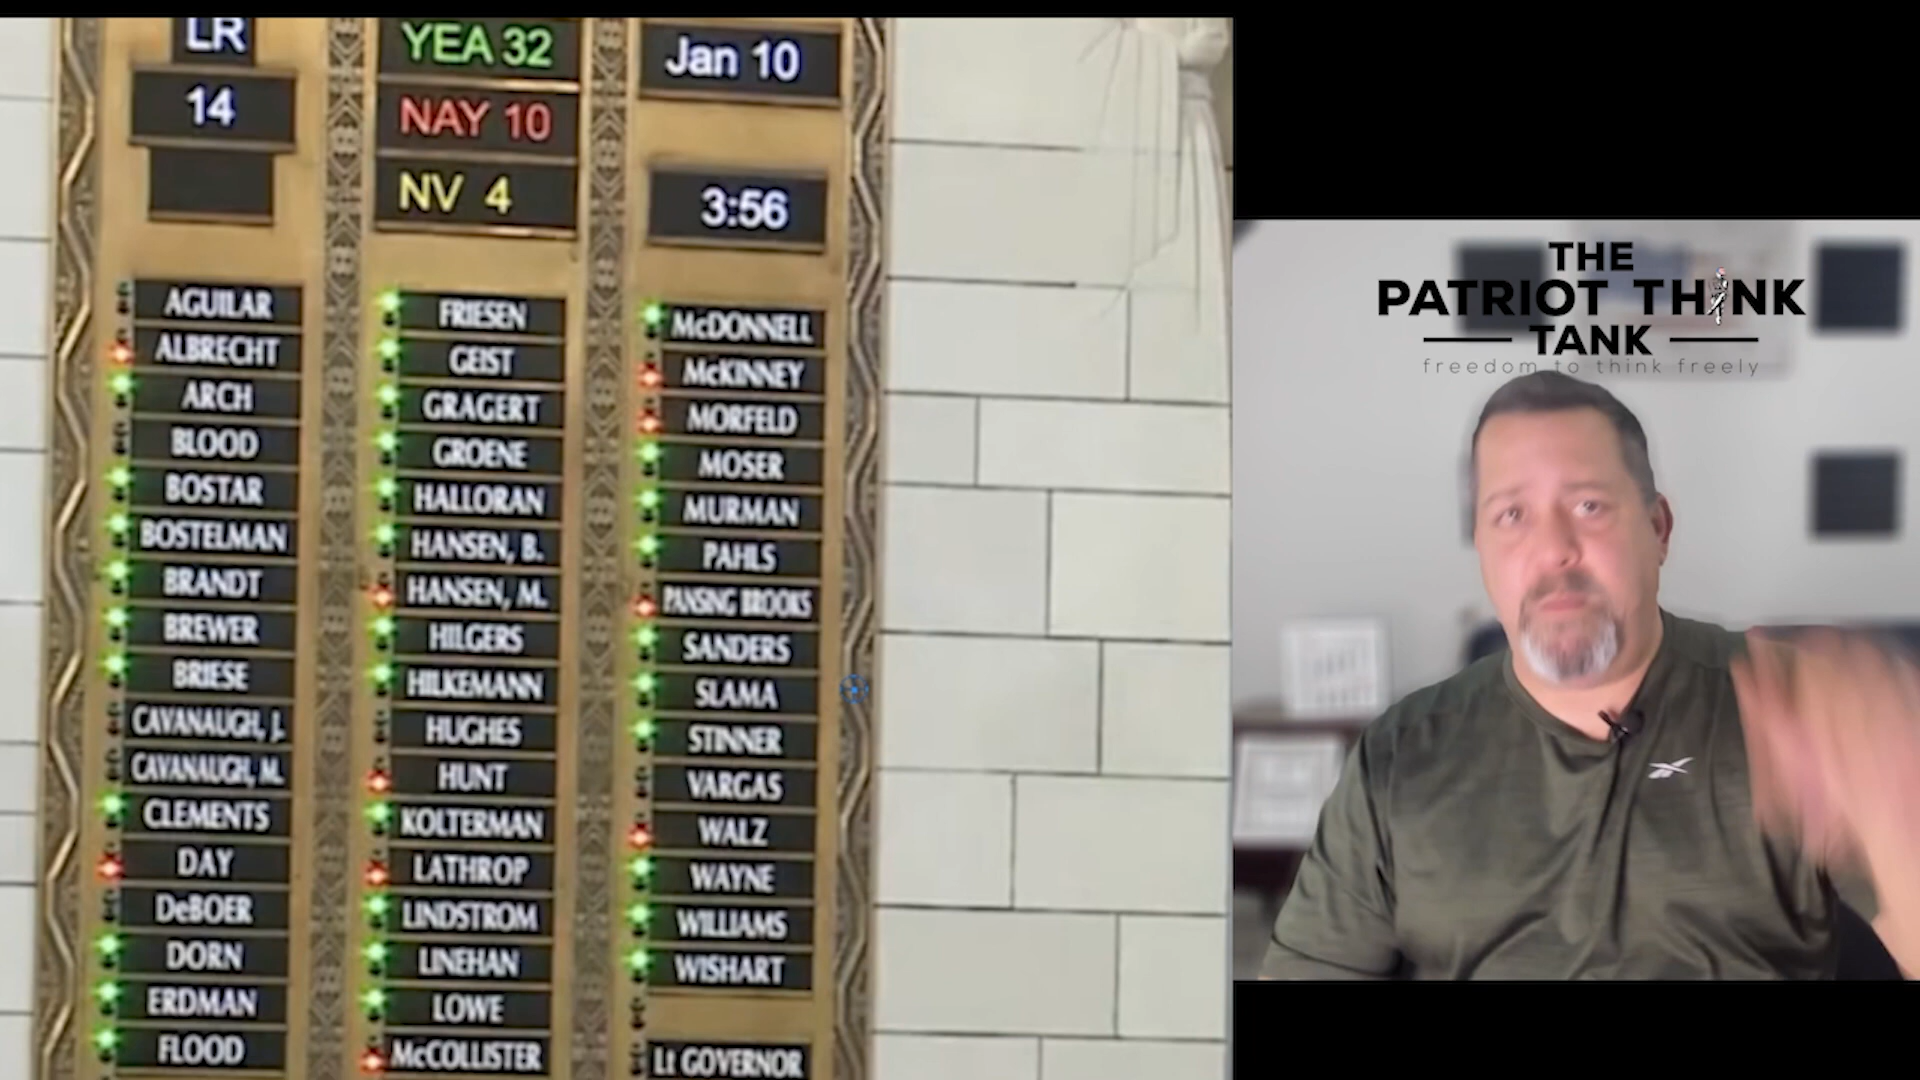 LR
14
YEA 32
NAY 10
NV 4
Jan 10
3:56
AGUILAR
ALBRECHT
ARCH
BLOOD
BOSTAR
BOSTELMAN
BRANDT
BREWER
BRIESE
CAVANAUGH, J.
CAVANAUGH, M.
CLEMENTS
DAY
DeBOER
DORN
ERDMAN
FLOOD
FRIESEN
GEIST
GRAGERT
GROENE
HALLORAN
HANSEN, B.
HANSEN, M.
HILGERS
HILKEMANN
HUGHES
HUNT
KOLTERMAN
LATHROP
LINDSTROM
LINEHAN
LOWE
McCOLLISTER
McDONNELL
McKINNEY
MORFELD
MOSER
MURMAN
PAHLS
PANSING BROOKS
SANDERS
SLAMA
STINNER
VARGAS
WALZ
WAYNE
WILLIAMS
WISHART
Lt GOVERNOR
THE
PATRIOT THINK
TANK
freedom to think freely